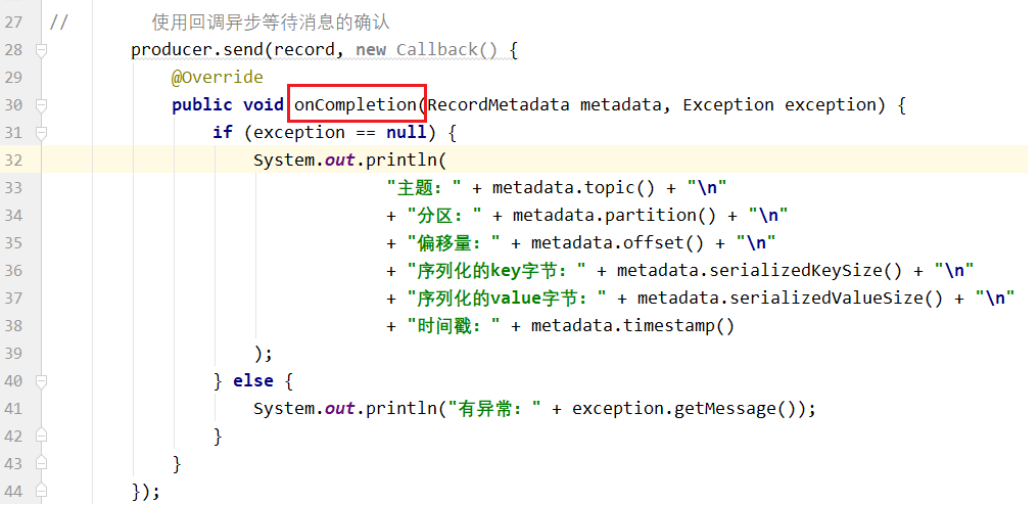 27 // 使用回调异步等待消息的确认
28 producer.send(record, new Callback() {
29 @Override
30 public void onCompletion(RecordMetadata metadata, Exception exception) {
31 if (exception == null) {
32 System.out.println(
33 "主题：" + metadata.topic() + "\n"
34 + "分区：" + metadata.partition() + "\n"
35 + "偏移量：" + metadata.offset() + "\n"
36 + "序列化的key字节：" + metadata.serializedKeySize() + "\n"
37 + "序列化的value字节：" + metadata.serializedValueSize() + "\n"
38 + "时间戳：" + metadata.timestamp()
39 );
40 } else {
41 System.out.println("有异常：" + exception.getMessage());
42 }
43 }
44 });